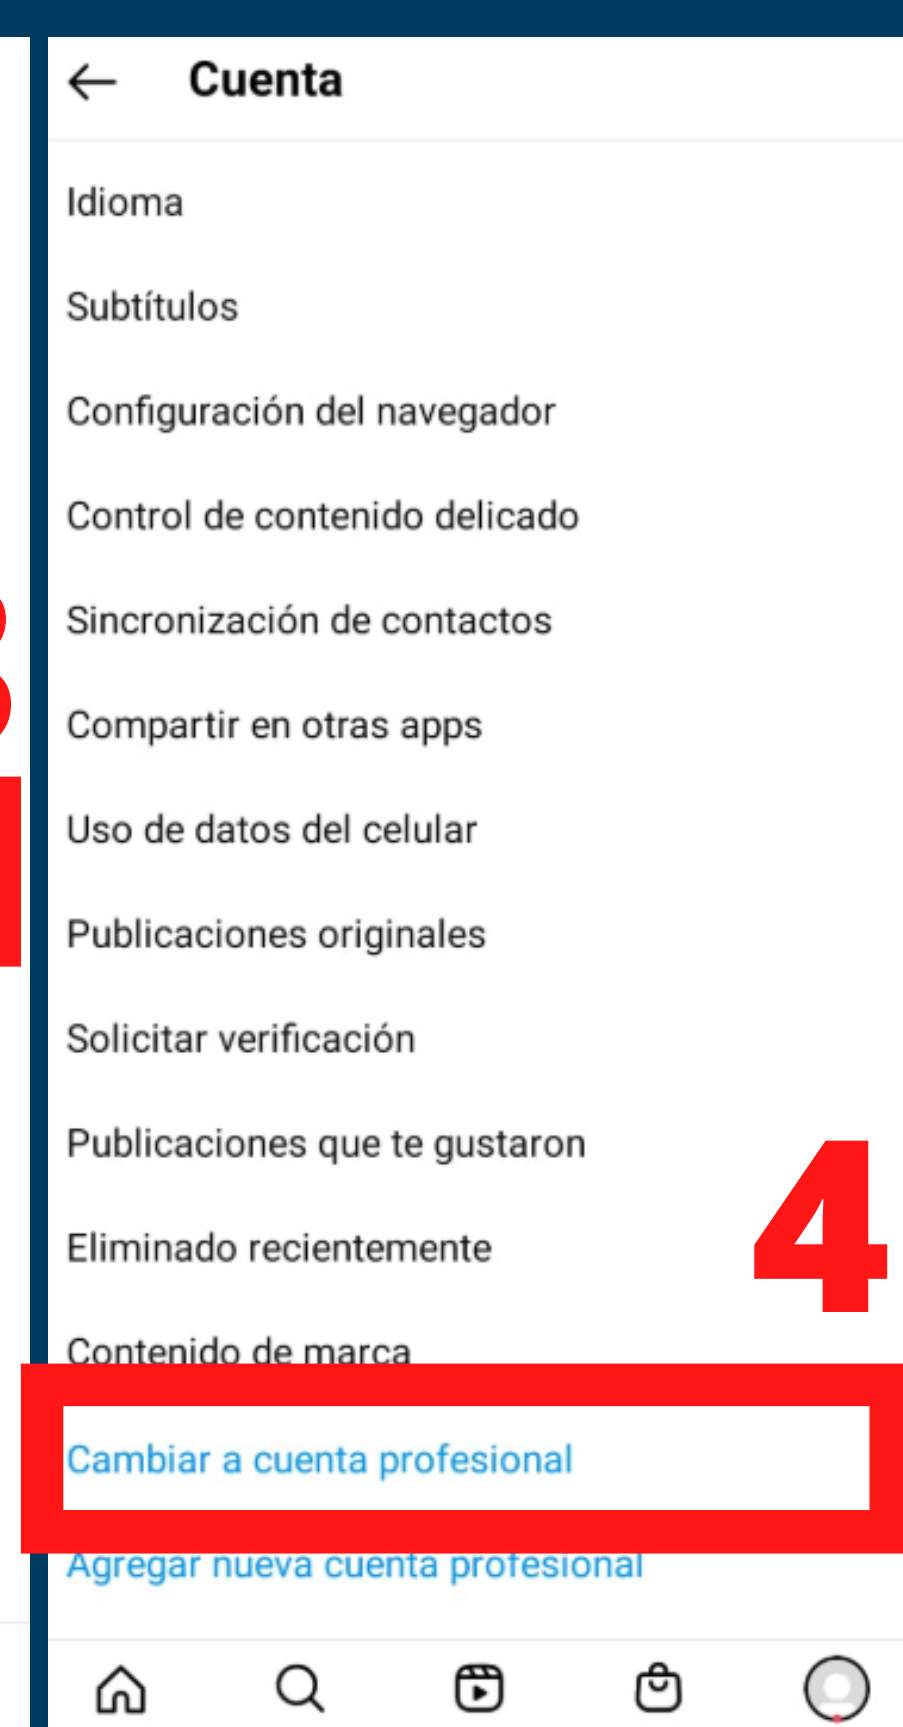 Cuenta
Idioma
Subtítulos
Configuración del navegador
Control de contenido delicado
Sincronización de contactos
Compartir en otras apps
Uso de datos del celular
Publicaciones originales
Solicitar verificación
Publicaciones que te gustaron
Eliminado recientemente
4
Contenido de marca
Cambiar a cuenta profesional
Agregar nueva cuenta profesional